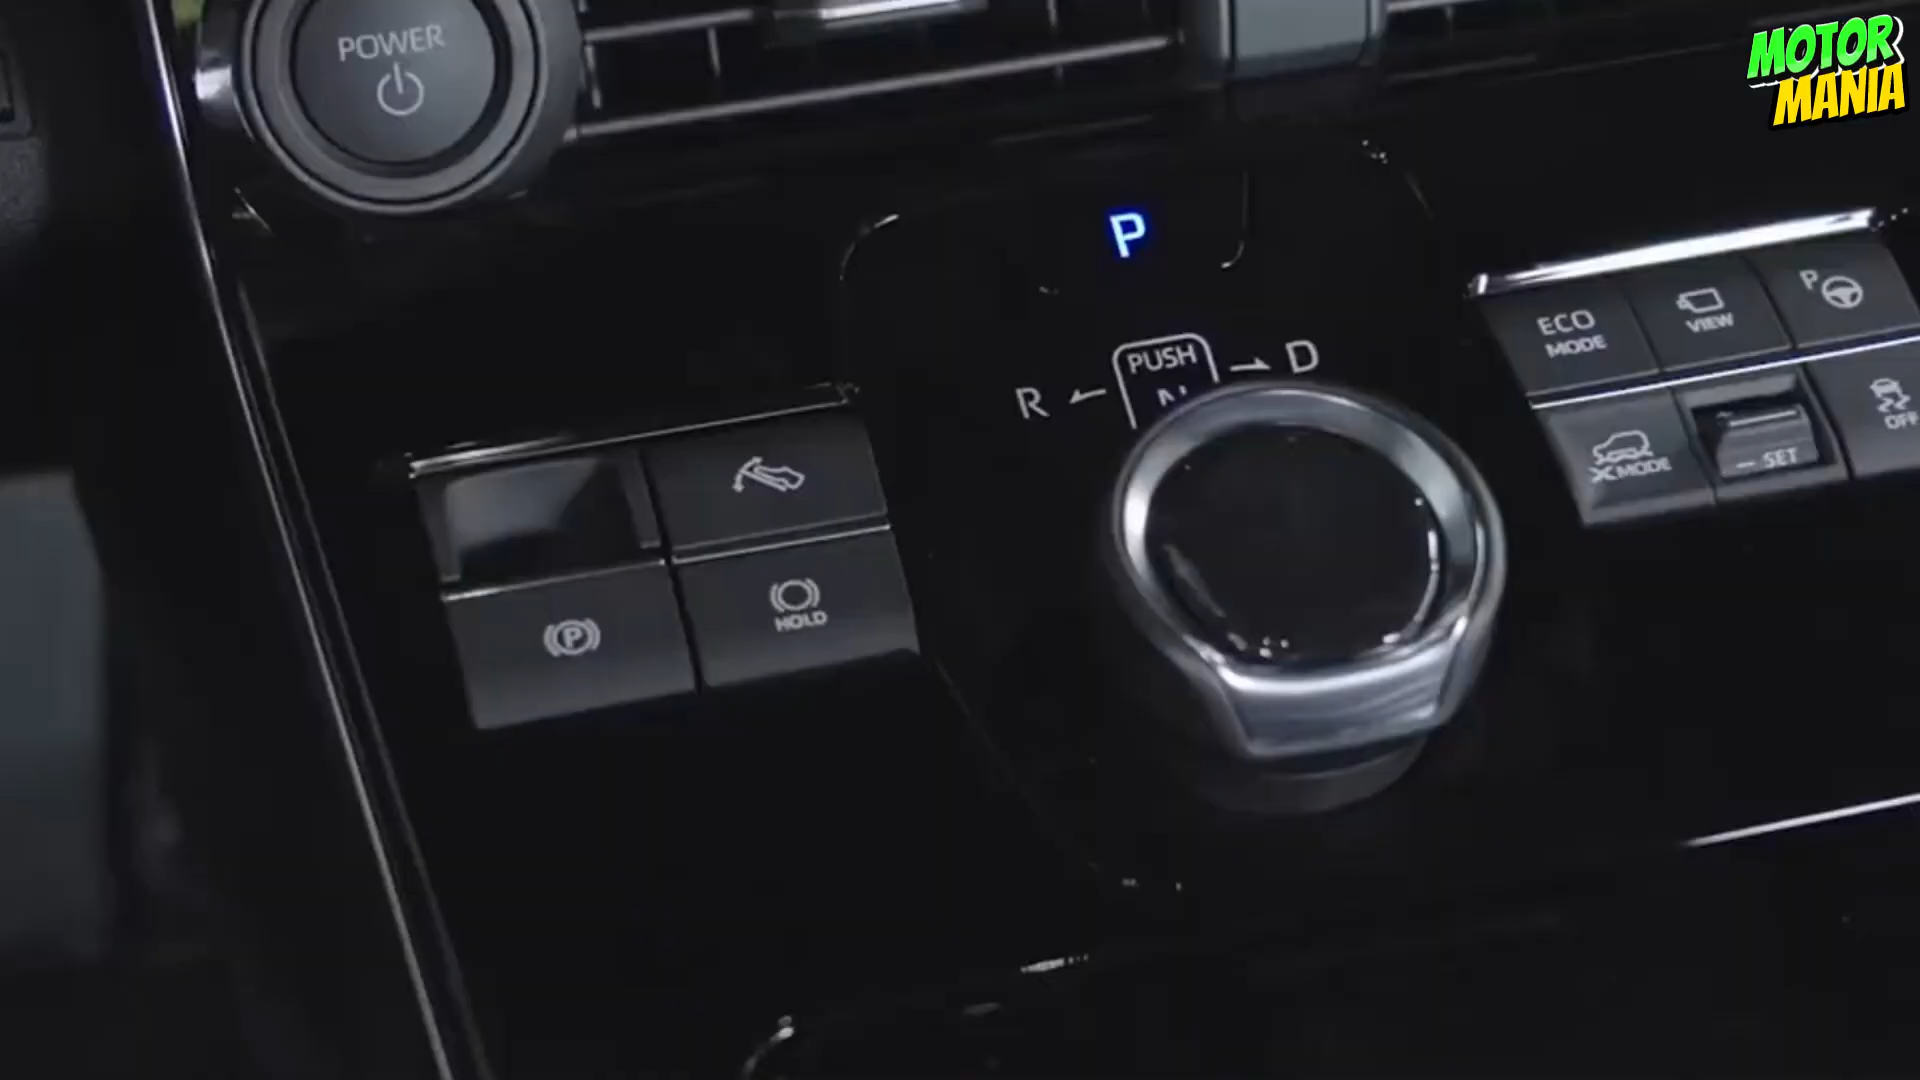 POWER
MOTOR
MANIA
P
PUSH
R
D
N
ECO
MODE
VIEW
P
X MODE
— SET
OFF
P
HOLD